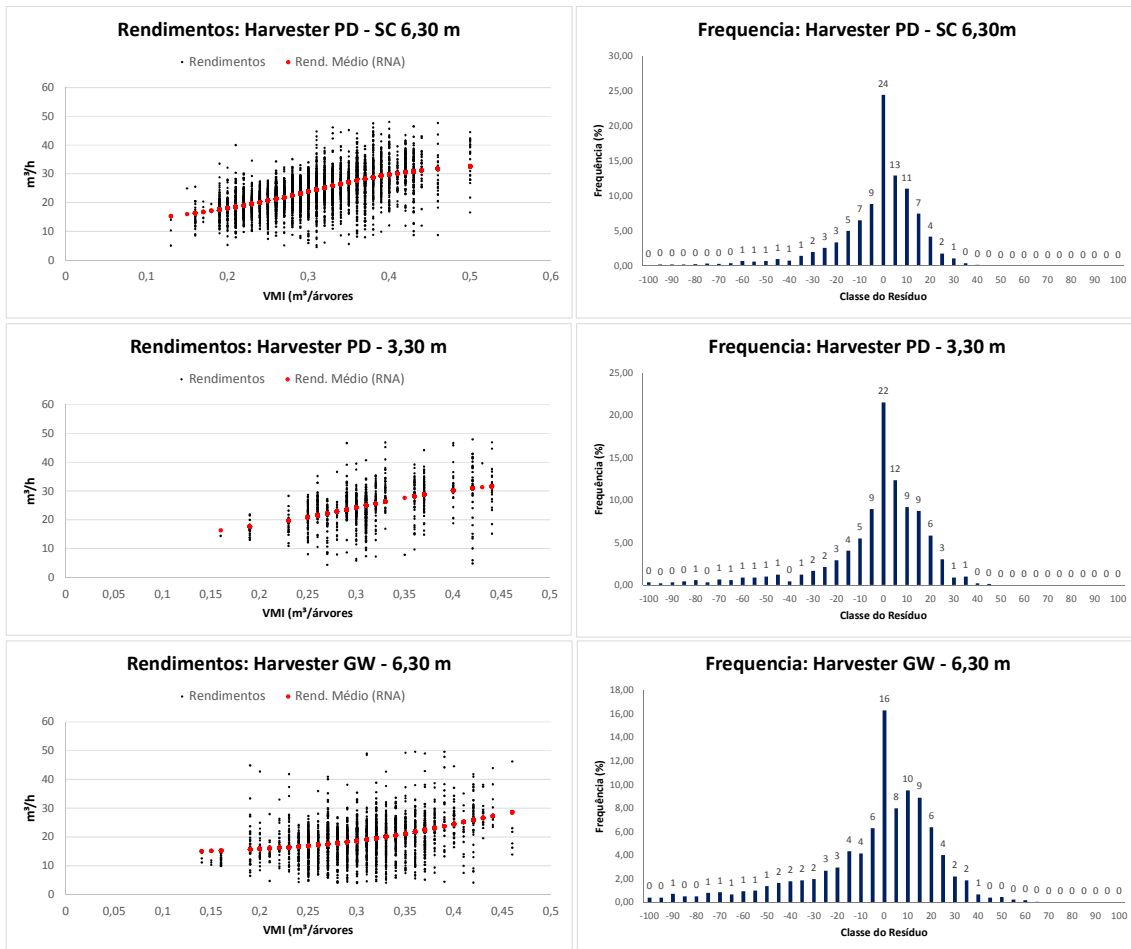 Rendimentos: Harvester PD - SC 6,30 m
Rendimentos Rend. Médio (RNA)
60
50
40
30
20
10
0
m³/h
0 0,1 0,2 0,3 0,4 0,5 0,6
VMI (m³/árvores
Frequencia: Harvester PD - SC 6,30m
30,00
25,00
20,00
15,00
10,00
5,00
0,00
Frequência (%)
0 0 0 0 0 0 0 1 1 1 1 1 1 2 3 3 5 7 9 24 13 11 7 4 2 1 0 0 0 0 0 0 0 0 0 0 0 0 0 0
-100 -90 -80 -70 -60 -50 -40 -30 -20 -10 0 10 20 30 40 50 60 70 80 90 100
Classe do Resíduo
Rendimentos: Harvester PD - 3,30 m
Rendimentos Rend. Médio (RNA)
60
50
40
30
20
10
0
m³/h
0 0,05 0,1 0,15 0,2 0,25 0,3 0,35 0,4 0,45 0,5
VMI (m³/árvores
Frequencia: Harvester PD - 3,30 m
25,00
20,00
15,00
10,00
5,00
0,00
Frequência (%)
0 0 0 0 1 0 1 1 1 1 1 1 0 1 2 2 3 4 5 9 22 12 9 9 6 3 1 1 0 0 0 0 0 0 0 0 0 0 0 0
-100 -90 -80 -70 -60 -50 -40 -30 -20 -10 0 10 20 30 40 50 60 70 80 90 100
Classe do Resíduo
Rendimentos: Harvester GW - 6,30 m
Rendimentos Rend. Médio (RNA)
60
50
40
30
20
10
0
m³/h
0 0,05 0,1 0,15 0,2 0,25 0,3 0,35 0,4 0,45 0,5
VMI (m³/árvores
Frequencia: Harvester GW - 6,30 m
18,00
16,00
14,00
12,00
10,00
8,00
6,00
4,00
2,00
0,00
Frequência (%)
0 0 1 0 0 1 1 1 1 1 1 2 2 2 2 3 3 4 4 6 16 8 10 9 6 4 2 2 1 0 0 0 0 0 0 0 0 0 0 0
-100 -90 -80 -70 -60 -50 -40 -30 -20 -10 0 10 20 30 40 50 60 70 80 90 100
Classe do Resíduo